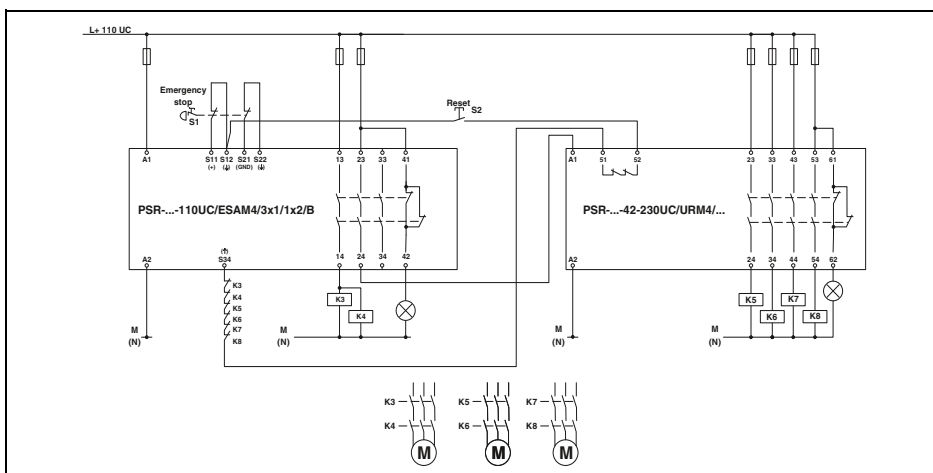 L+ 110 UC
Emergency
stop
S1
Reset
S2
A1
S11
S12
S21
S22
(+)
(GND)
13
23
33
41
A1
51
52
23
33
43
53
61
PSR-...-110UC/ESAM4/3x1/1x2/B
PSR-...-42-230UC/URM4/...
A2
S34
14
24
34
42
A2
24
34
44
54
62
K3
K4
K5
K6
K7
K8
K3
K4
K5
K6
K7
K8
M
(N)
M
(N)
M
(N)
M
(N)
K3
K4
M
K5
K6
M
K7
K8
M